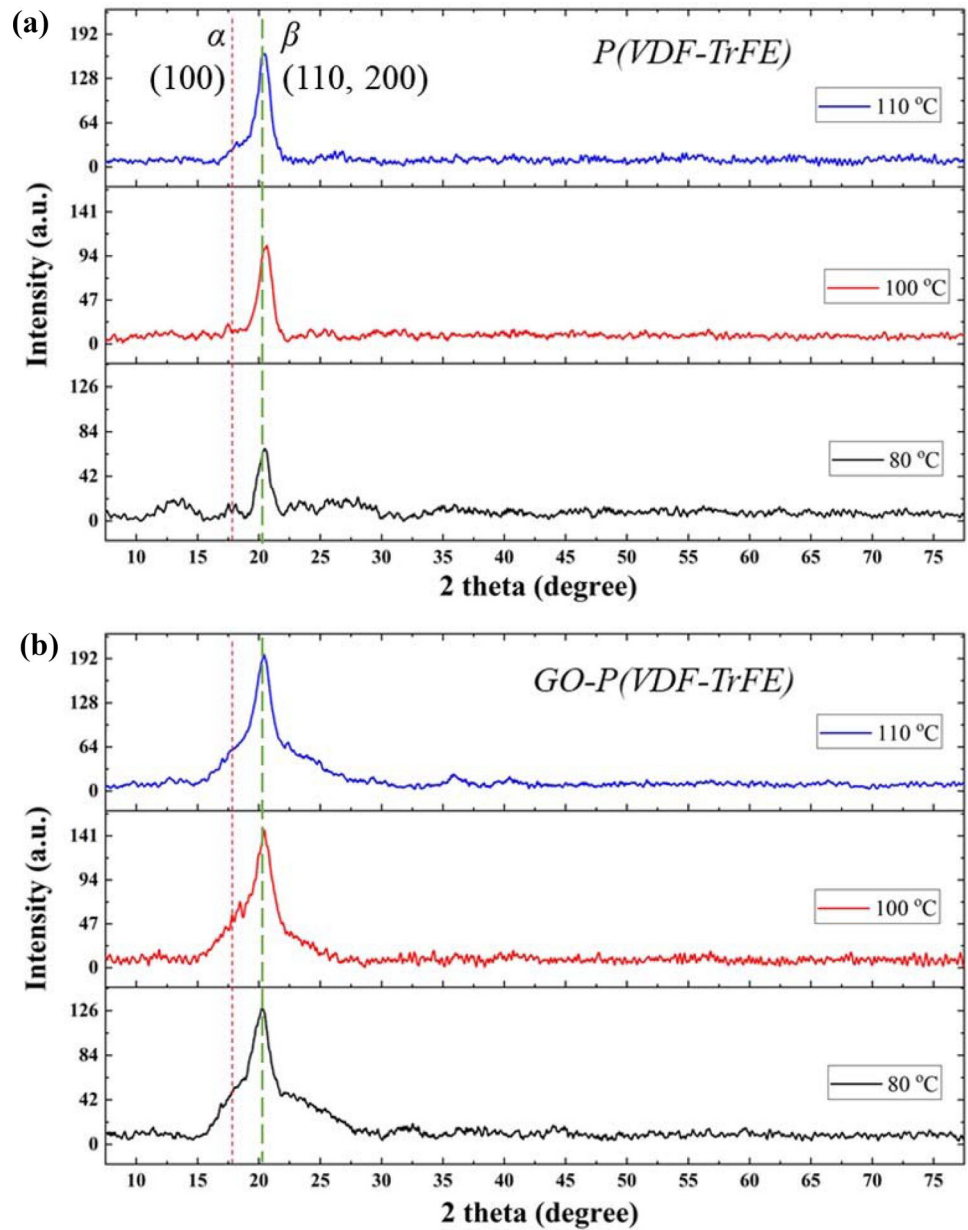 (a)
α β
(100) (110, 200)
P(VDF-TrFE)
192
128
64
0
110 °C
141
94
47
0
100 °C
126
84
42
0
80 °C
Intensity (a.u.)
10 15 20 25 30 35 40 45 50 55 60 65 70 75
2 theta (degree)
(b)
GO-P(VDF-TrFE)
192
128
64
0
110 °C
141
94
47
0
100 °C
126
84
42
0
80 °C
Intensity (a.u.)
10 15 20 25 30 35 40 45 50 55 60 65 70 75
2 theta (degree)